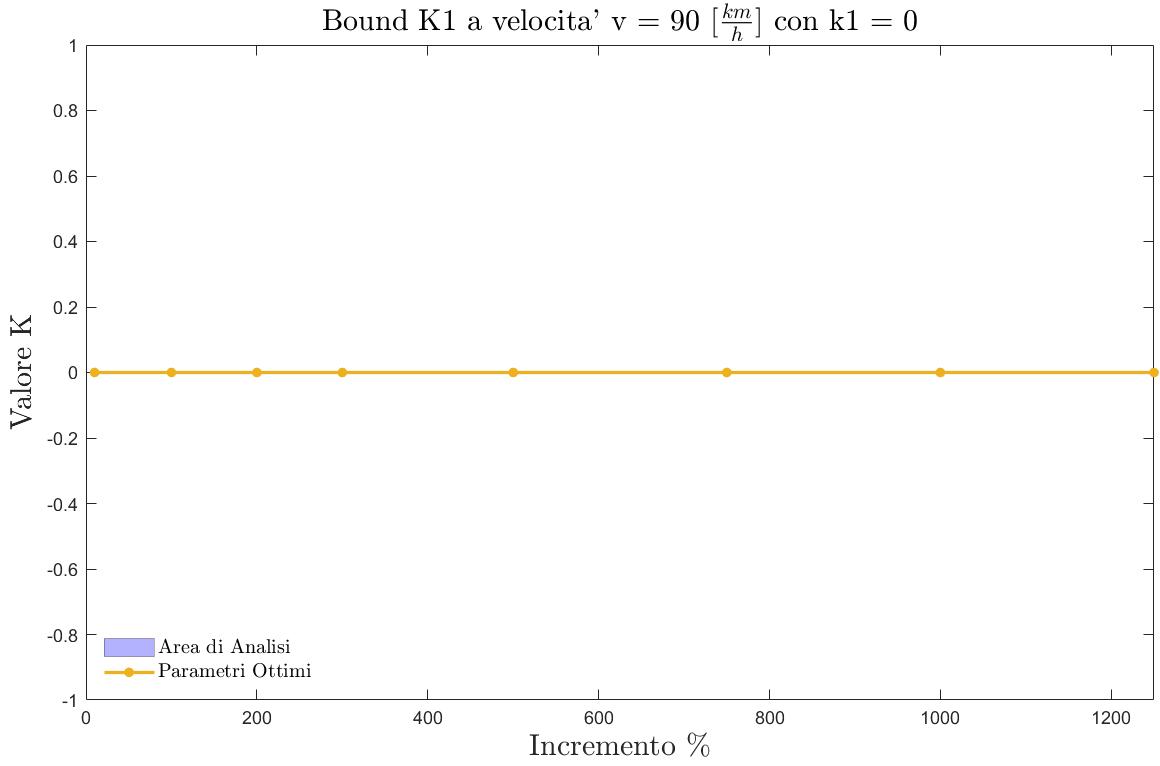 Bound K1 a velocita' v = 90 [km/h] con k1 = 0
1
0.8
0.6
0.4
0.2
0
-0.2
-0.4
-0.6
-0.8
-1
Valore K
Area di Analisi
Parametri Ottimi
0 200 400 600 800 1000 1200
Incremento %